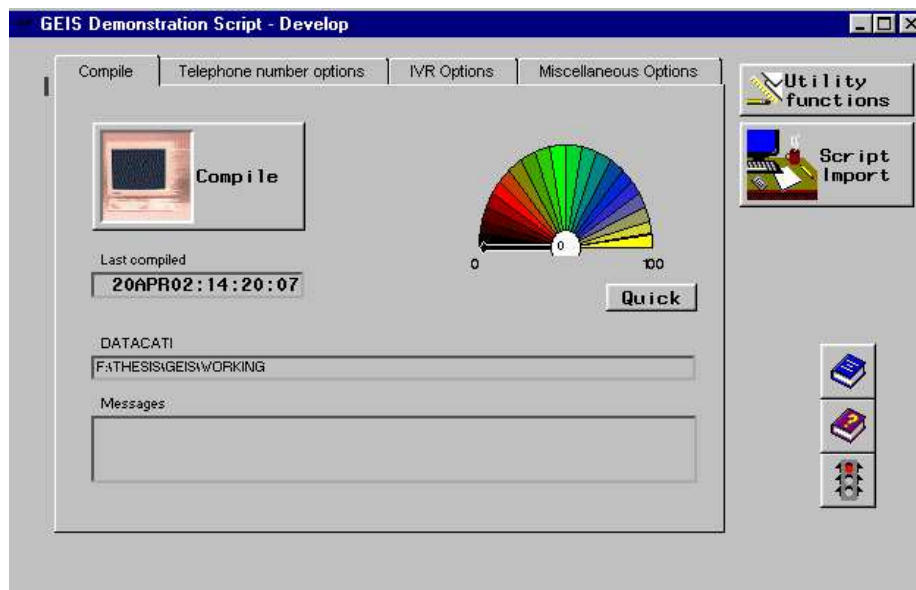 GEIS Demonstration Script - Develop
Compile
Telephone number options
IVR Options
Miscellaneous Options
Utility
functions
Compile
Script
Import
Last compiled
20APR02:14:20:07
0
0
100
Quick
DATACATI
F:\THESIS\GEIS\WORKING
Messages